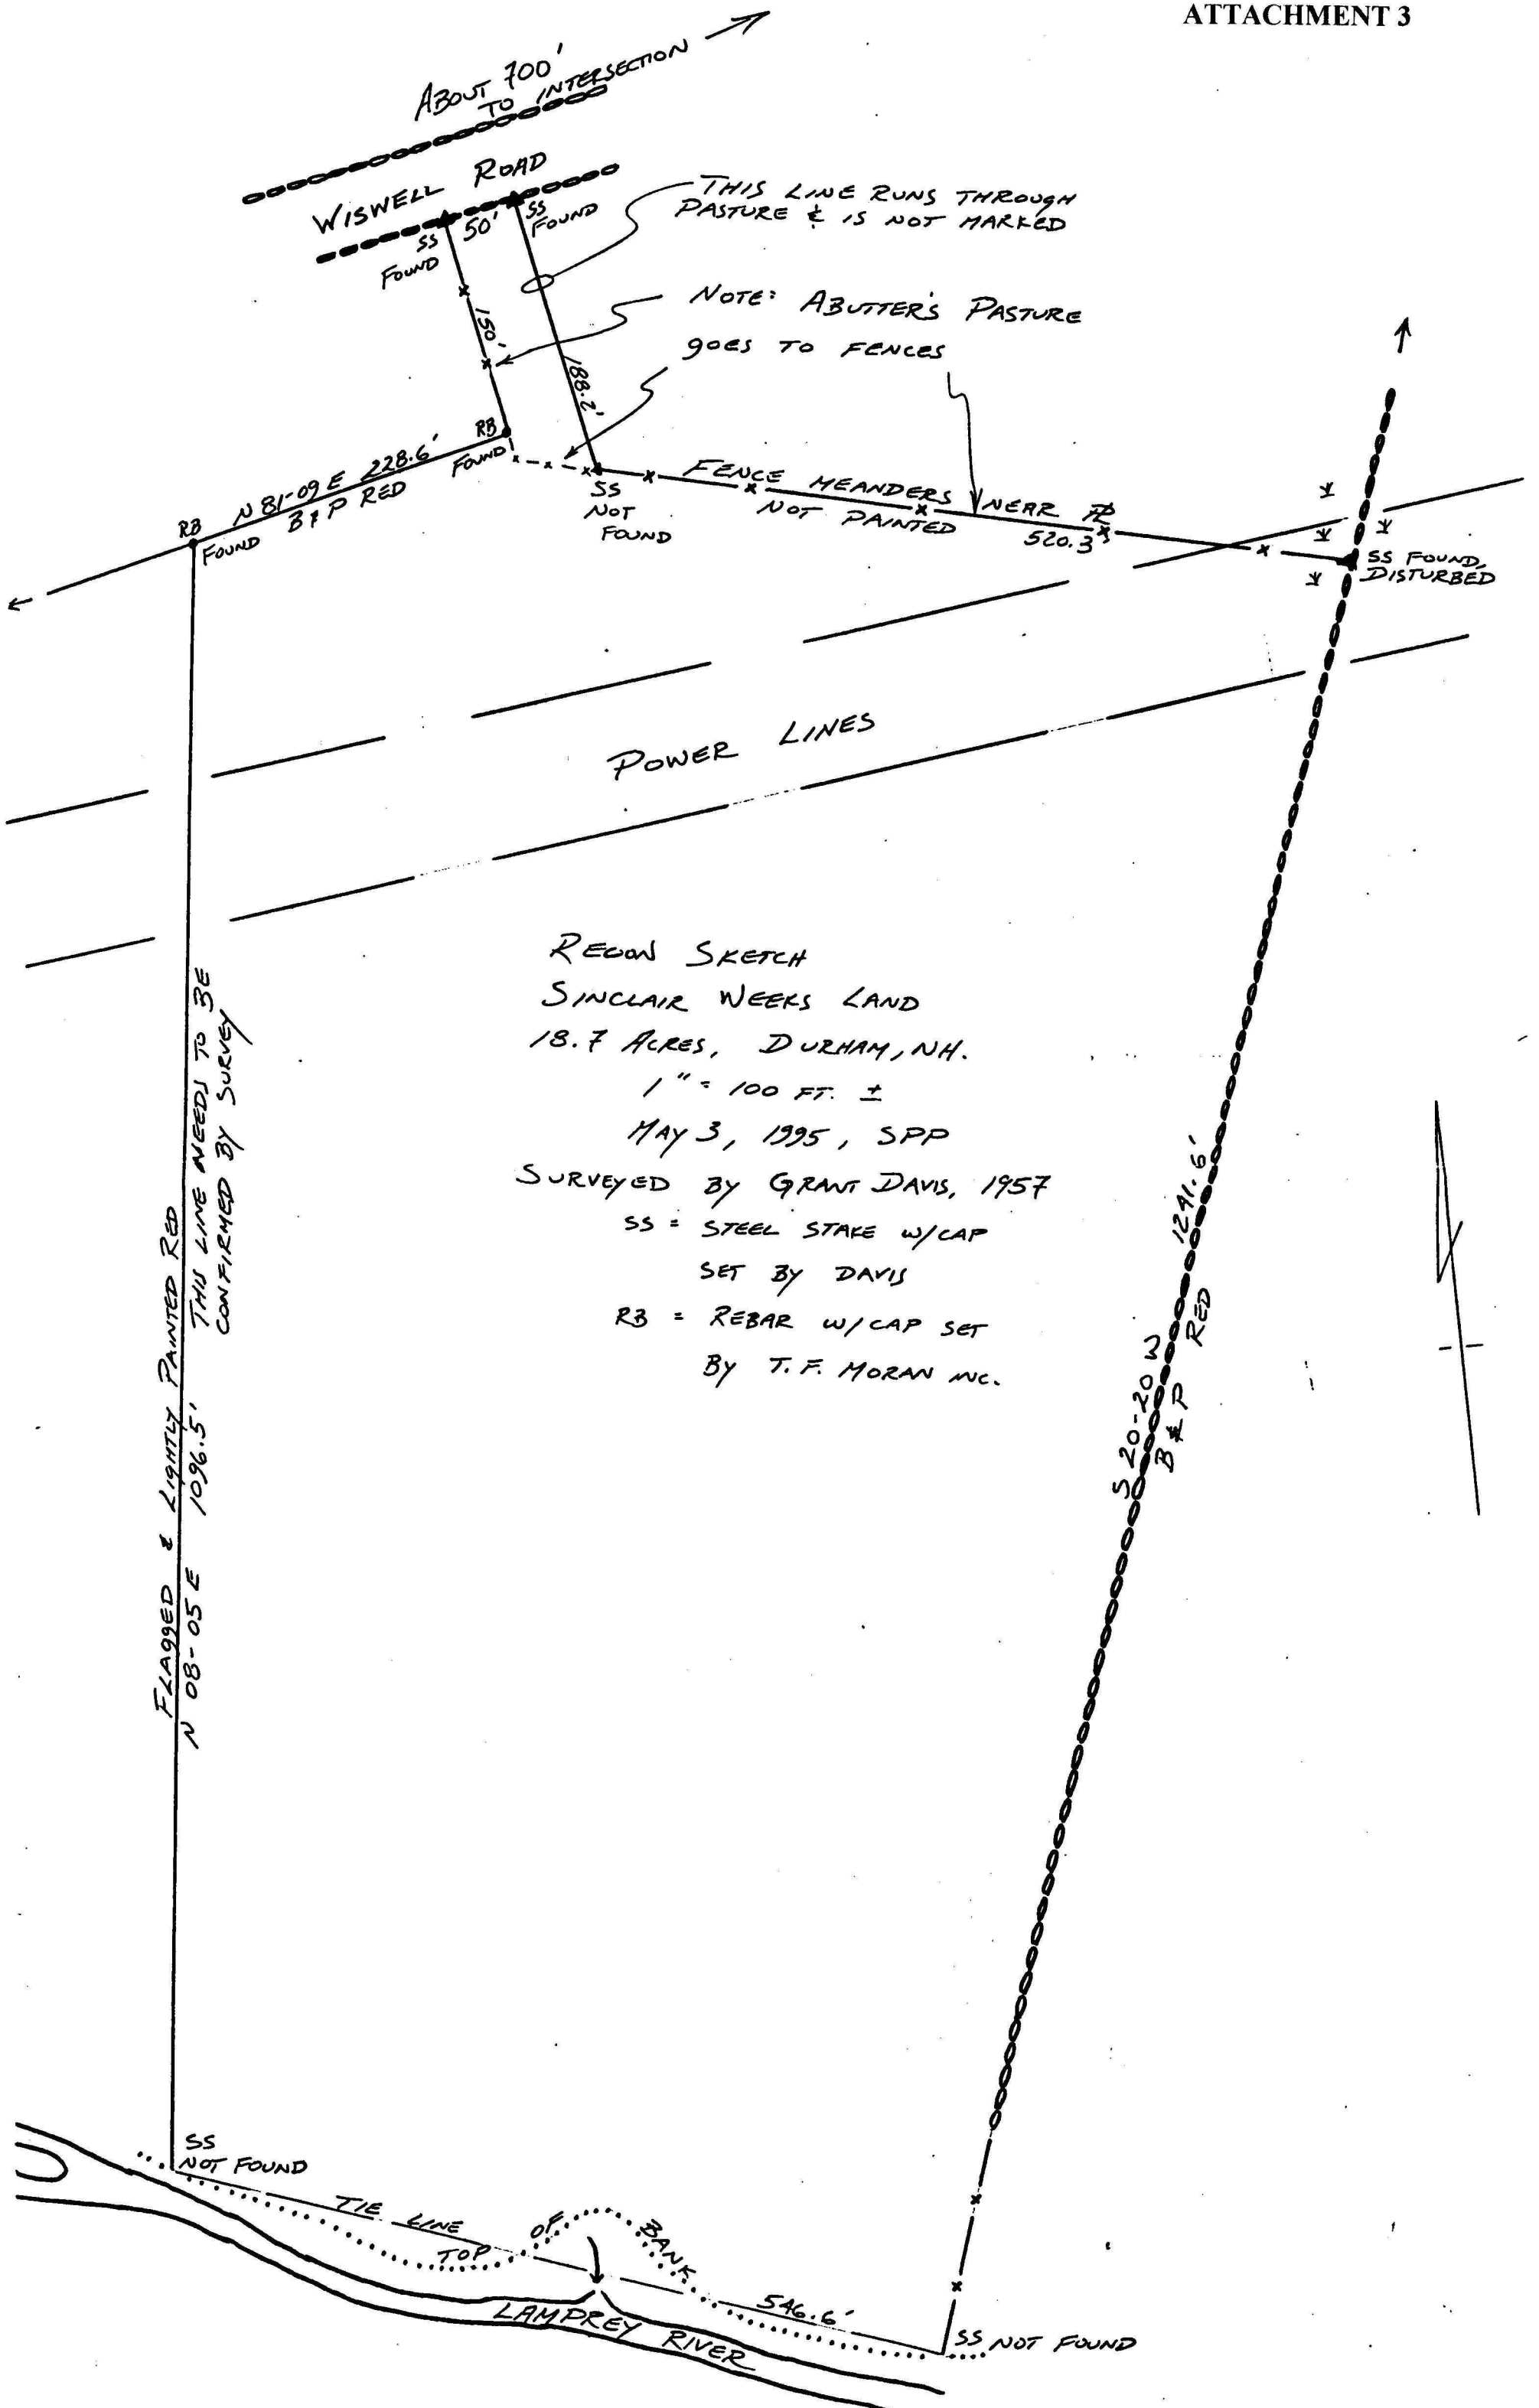 ATTACHMENT 3
ABOUT 700'
TO INTERSECTION
WISWELL ROAD
SS
FOUND
50'
SS
FOUND
THIS LINE RUNS THROUGH
PASTURE & IS NOT MARKED
NOTE: ABUTTER'S PASTURE
GOES TO FENCES
150'
188.2'
RB
FOUND
N 81-09 E 228.6'
B & P RED
RB
FOUND
SS
NOT
FOUND
FENCE MEANDERS NEAR PL
NOT PAINTED
520.3'
SS FOUND,
DISTURBED
POWER LINES
RECON SKETCH
SINCLAIR WEEKS LAND
18.7 ACRES, DURHAM, NH.
1" = 100 FT. ±
MAY 3, 1995, SPP
SURVEYED BY GRANT DAVIS, 1957
SS = STEEL STAKE W/CAP
SET BY DAVIS
RB = REBAR W/CAP SET
BY T. F. MORAN INC.
FLAGGED & LIGHTLY PAINTED RED
N 08-05 E 1096.5'
THIS LINE NEEDS TO BE
CONFIRMED BY SURVEY
S 20-20 W 1241.6'
B & P RED
SS
NOT FOUND
TIE LINE
546.6'
TOP OF BANK
LAMPREY RIVER
SS NOT FOUND